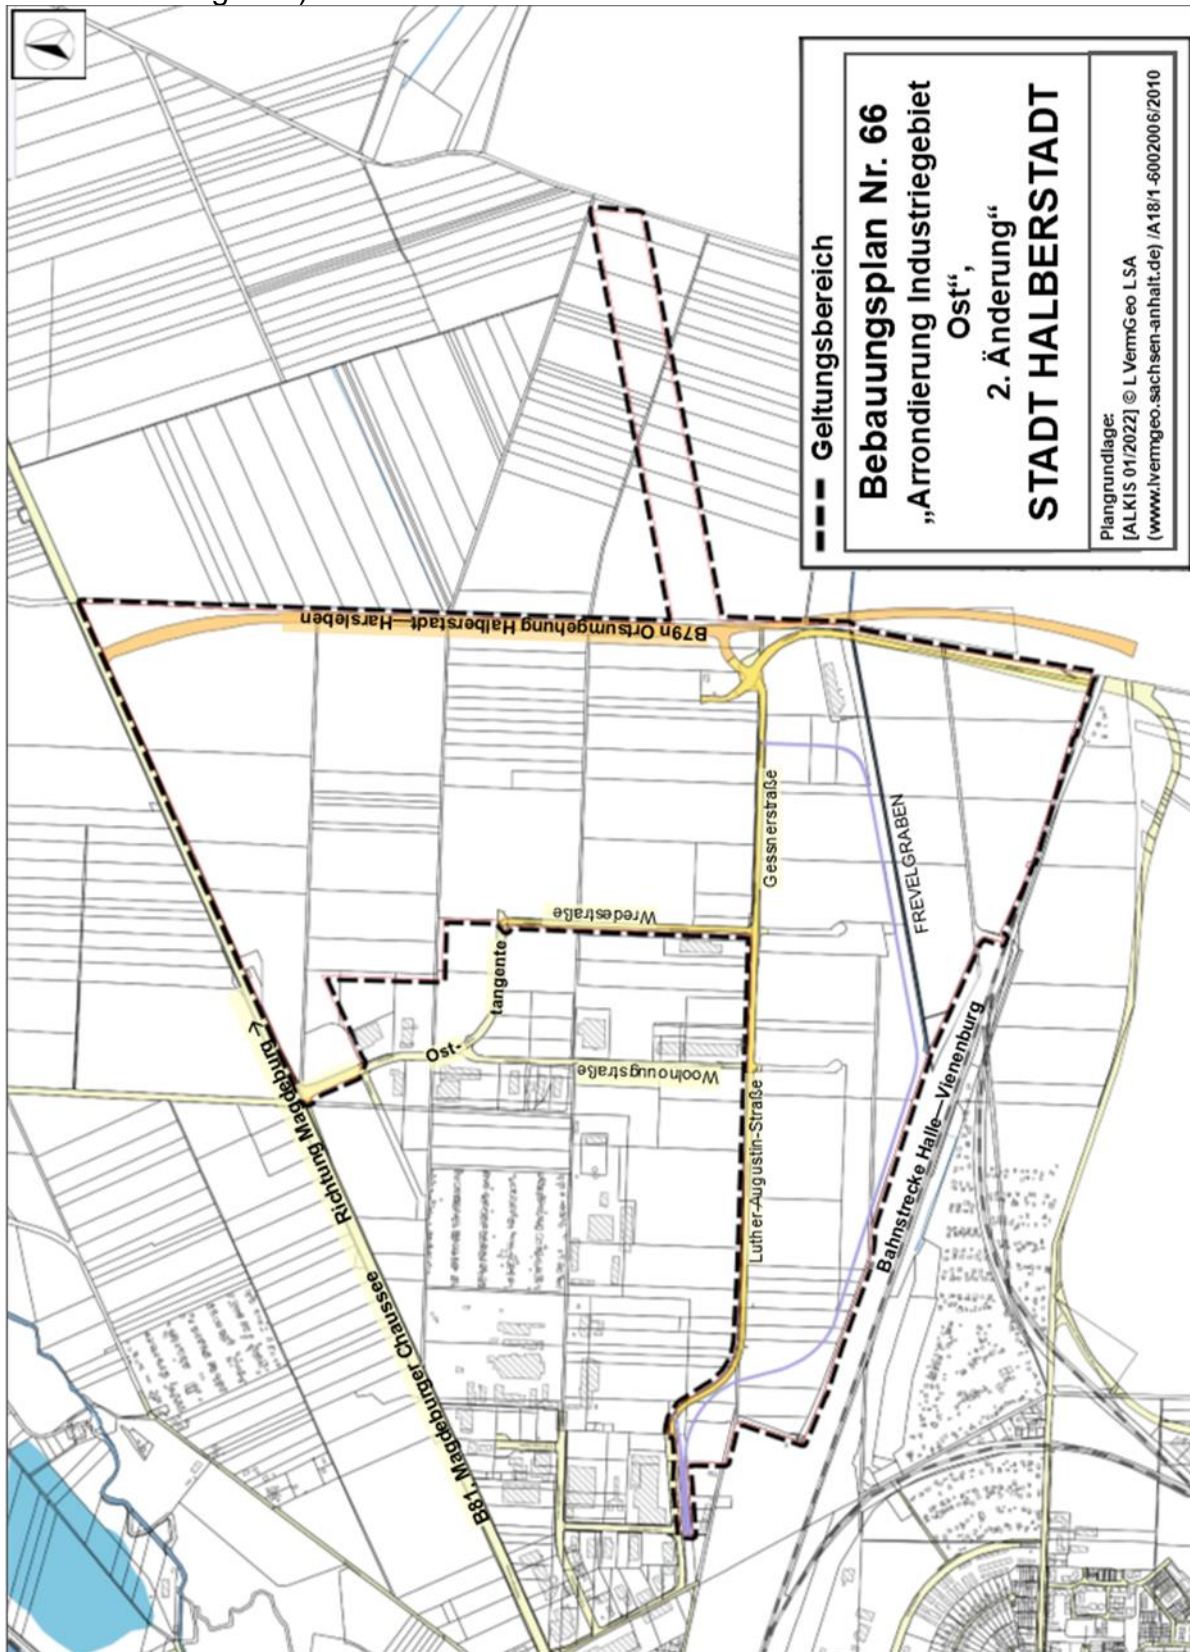 Geltungsbereich
Bebauungsplan Nr. 66
„Arrondierung Industriegebiet
Ost“,
2. Änderung“
STADT HALBERSTADT
Plangrundlage:
[ALKIS 01/2022] © LVermGeo LSA
(www.lvermgeo.sachsen-anhalt.de) /A18/1-6002006/2010
B81, Magdeburger Chaussee
Richtung Magdeburg
B79n Ortsumgehung Halberstadt—Harsleben
Ost-
tangente
Wredestraße
Woolnougstraße
Luther-Augustin-Straße
Gessnerstraße
FREVELGRABEN
Bahnstrecke Halle—Vienenburg